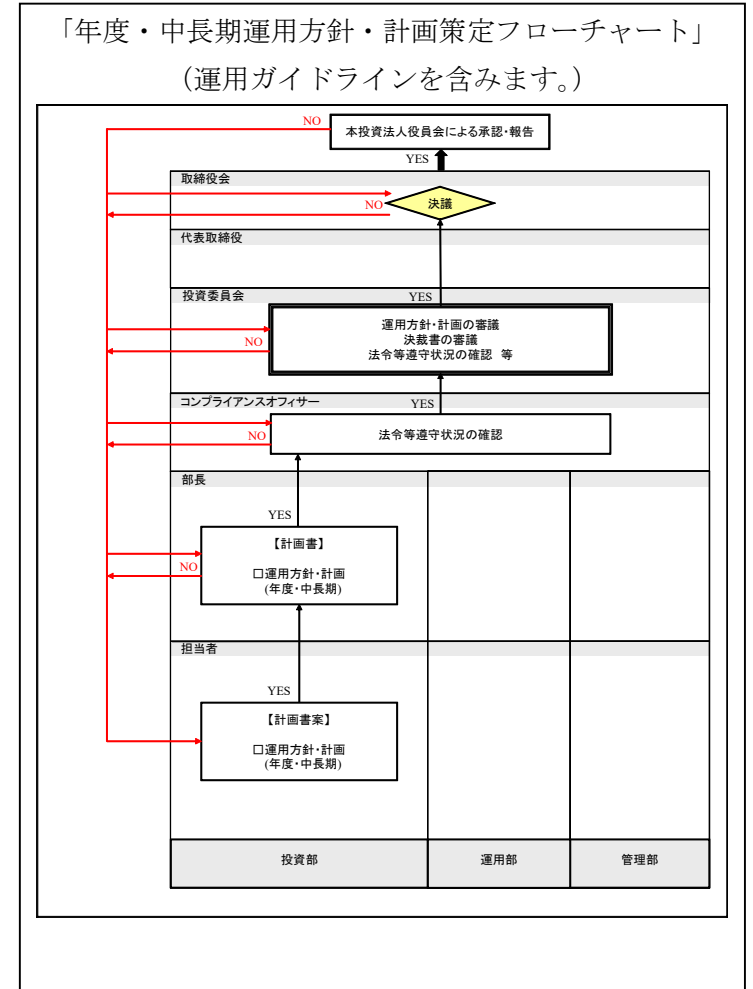 「年度・中長期運用方針・計画策定フローチャート」
（運用ガイドラインを含みます。）
NO
本投資法人役員会による承認・報告
YES
取締役会
NO
決議
代表取締役
投資委員会
YES
運用方針・計画の審議
決裁書の審議
法令等遵守状況の確認 等
NO
コンプライアンスオフィサー
YES
法令等遵守状況の確認
NO
部長
YES
【計画書】
NO
□運用方針・計画
(年度・中長期)
担当者
YES
【計画書案】
□運用方針・計画
(年度・中長期)
投資部
運用部
管理部